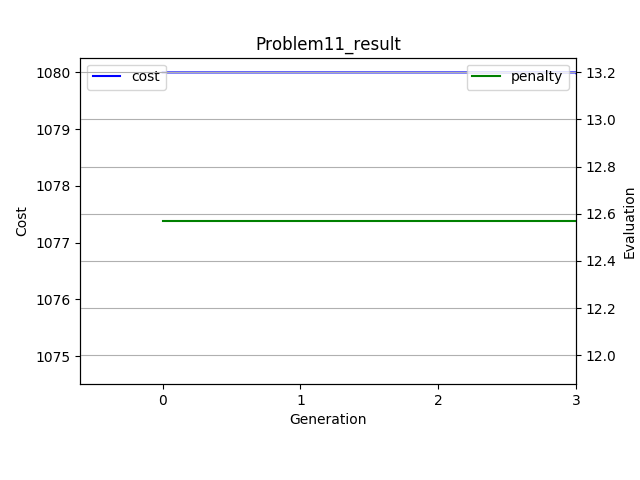 Problem11_result
cost
penalty
1080
1079
1078
1077
1076
1075
Cost
13.2
13.0
12.8
12.6
12.4
12.2
12.0
Evaluation
0 1 2 3
Generation